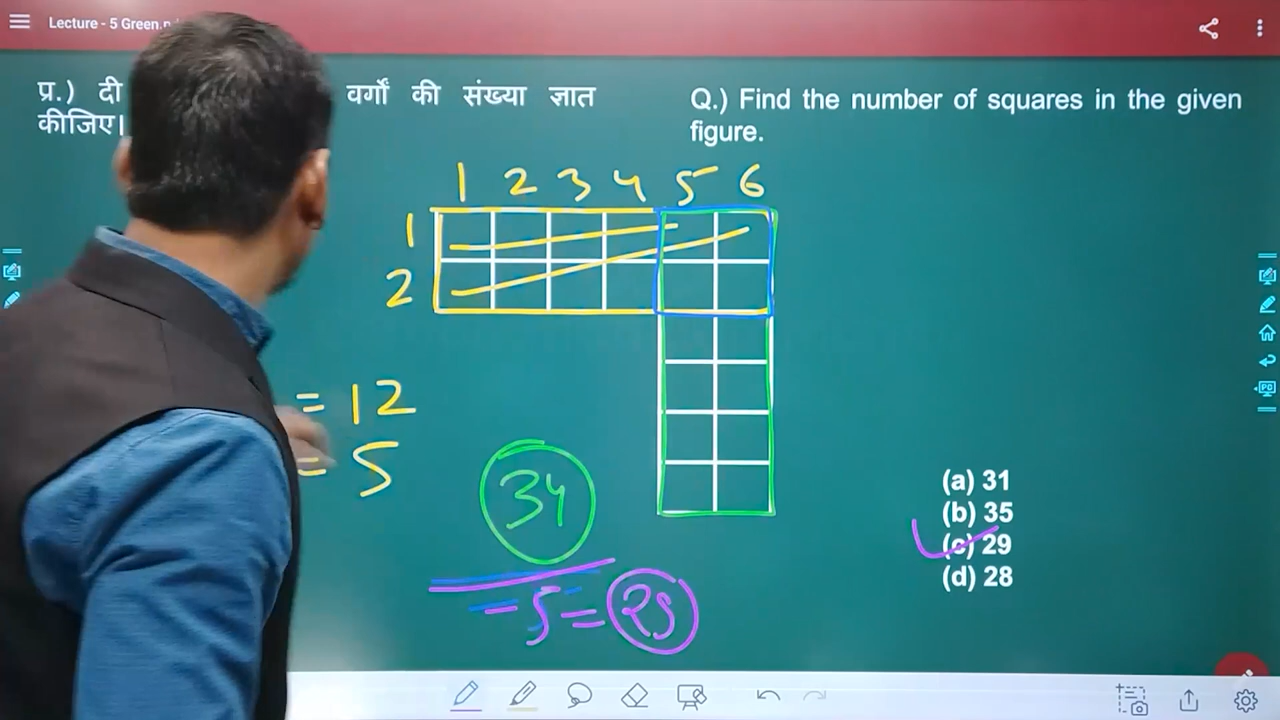 Lecture - 5 Green.p
प्र.) दी वर्गों की संख्या ज्ञात
कीजिए।
Q.) Find the number of squares in the given
figure.
1 2 3 4 5 6
1
2
= 12
= 5
34
- 5 = 29
(a) 31
(b) 35
(c) 29
(d) 28